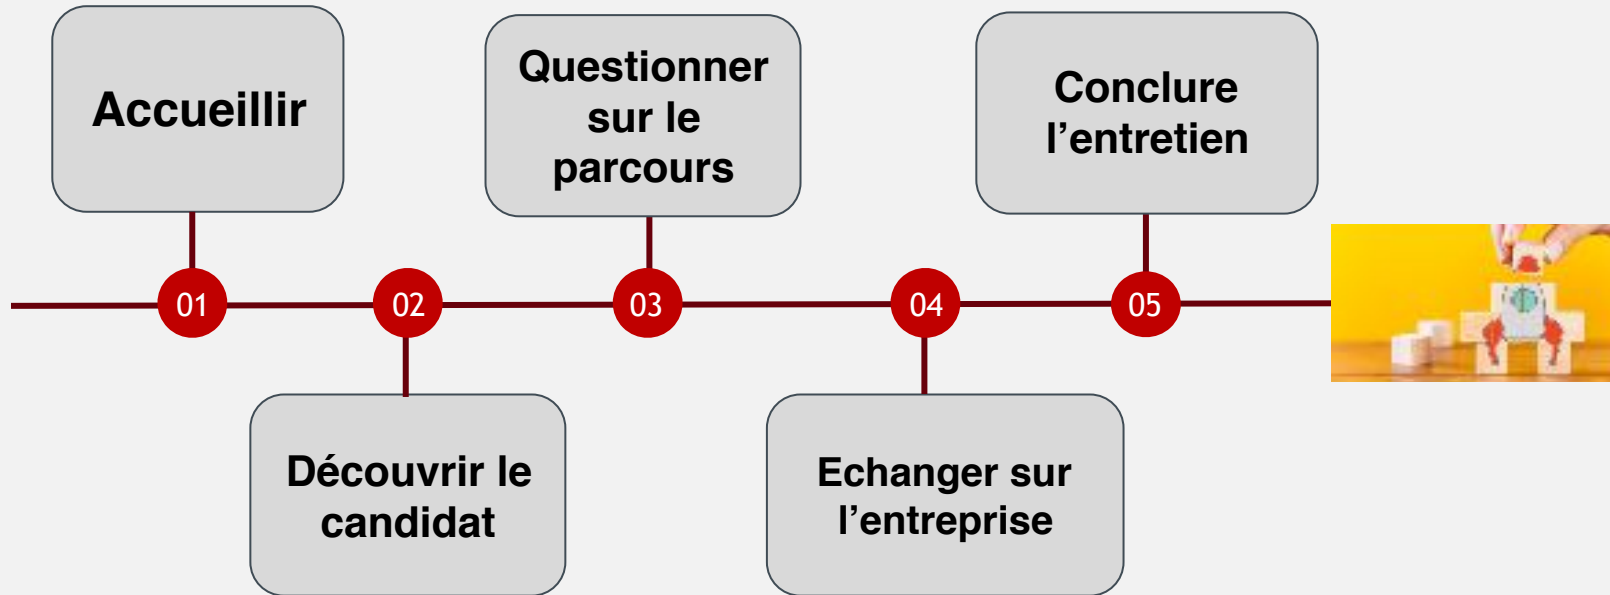 Accueillir
01
Découvrir le
candidat
02
Questionner
sur le
parcours
03
Echanger sur
l’entreprise
04
Conclure
l’entretien
05